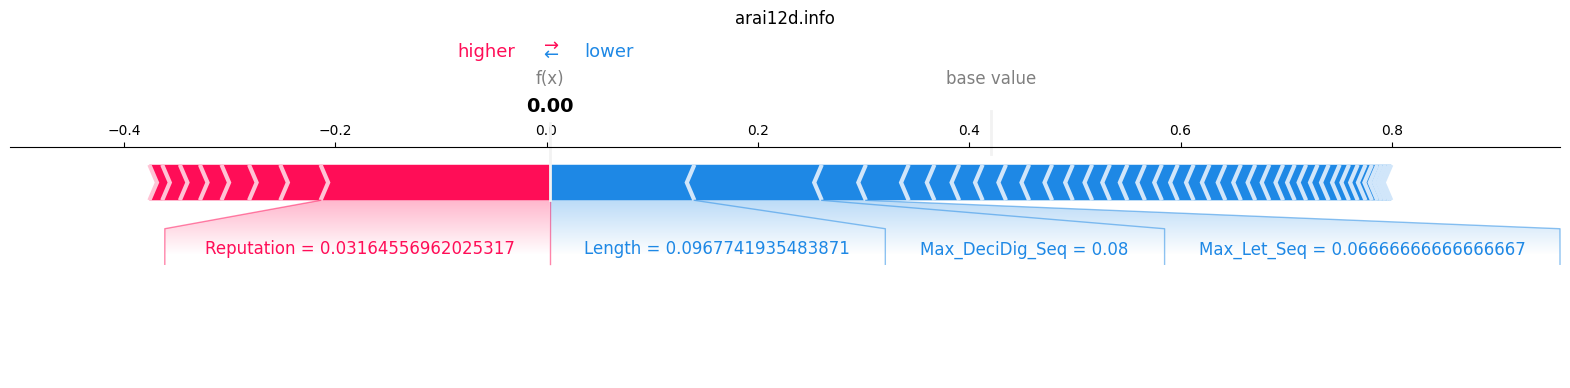 arai12d.info
higher ⇄ lower
f(x) base value
0.00
−0.4 −0.2 0.0 0.2 0.4 0.6 0.8
Reputation = 0.03164556962025317 Length = 0.0967741935483871 Max_DeciDig_Seq = 0.08 Max_Let_Seq = 0.06666666666666667